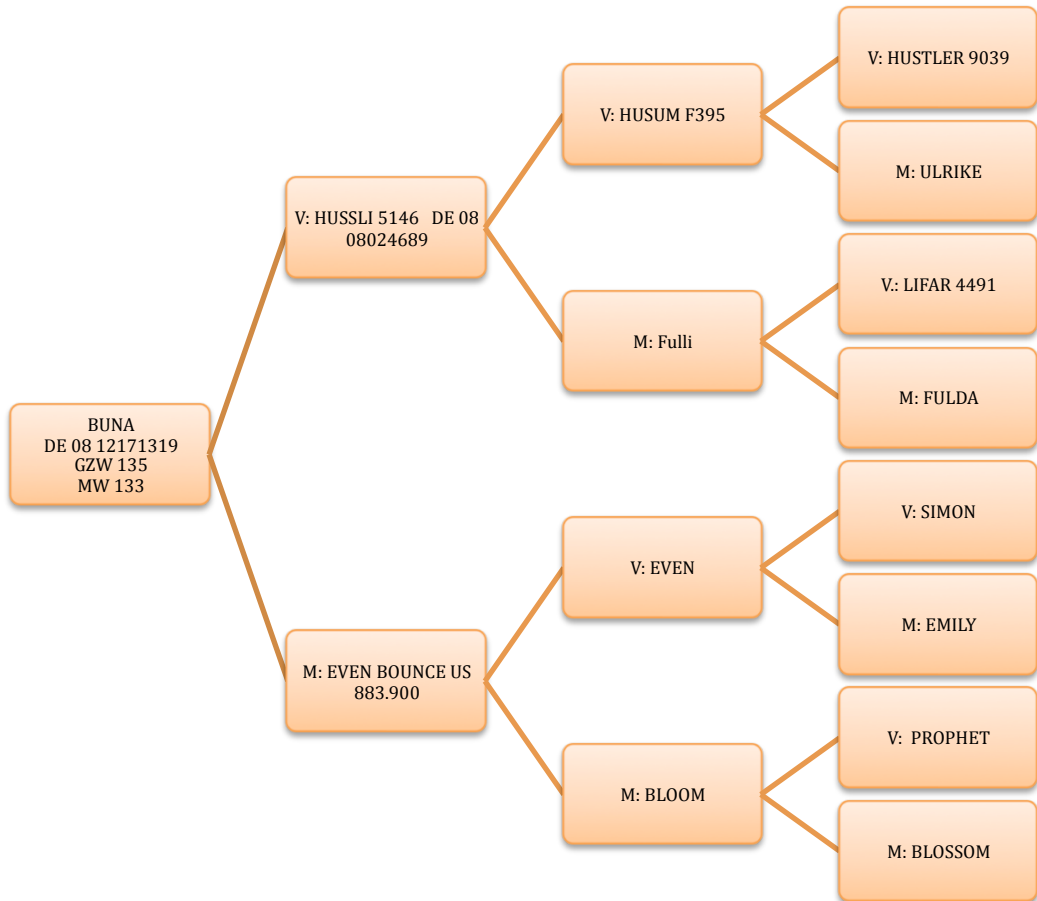 BUNA
DE 08 12171319
GZW 135
MW 133
V: HUSSLI 5146   DE 08
08024689
V: HUSUM F395
V: HUSTLER 9039
M: ULRIKE
M: Fulli
V.: LIFAR 4491
M: FULDA
M: EVEN BOUNCE US
883.900
V: EVEN
V: SIMON
M: EMILY
M: BLOOM
V:  PROPHET
M: BLOSSOM